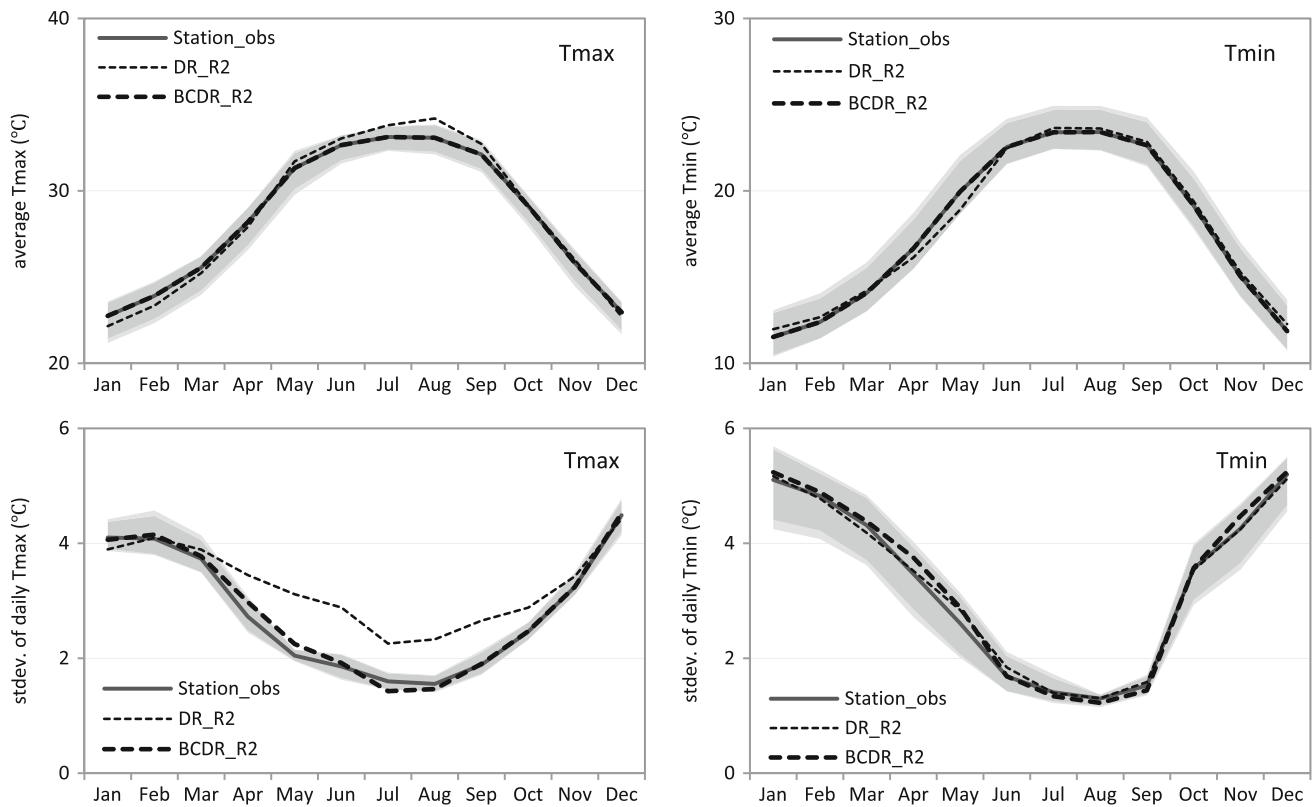 40
30
20
average Tmax (°C)
Station_obs
DR_R2
BCDR_R2
Tmax
Jan Feb Mar Apr May Jun Jul Aug Sep Oct Nov Dec
30
20
10
average Tmin (°C)
Station_obs
DR_R2
BCDR_R2
Tmin
Jan Feb Mar Apr May Jun Jul Aug Sep Oct Nov Dec
6
4
2
0
stdev. of daily Tmax (°C)
Tmax
Station_obs
DR_R2
BCDR_R2
Jan Feb Mar Apr May Jun Jul Aug Sep Oct Nov Dec
6
4
2
0
stdev. of daily Tmin (°C)
Tmin
Station_obs
DR_R2
BCDR_R2
Jan Feb Mar Apr May Jun Jul Aug Sep Oct Nov Dec